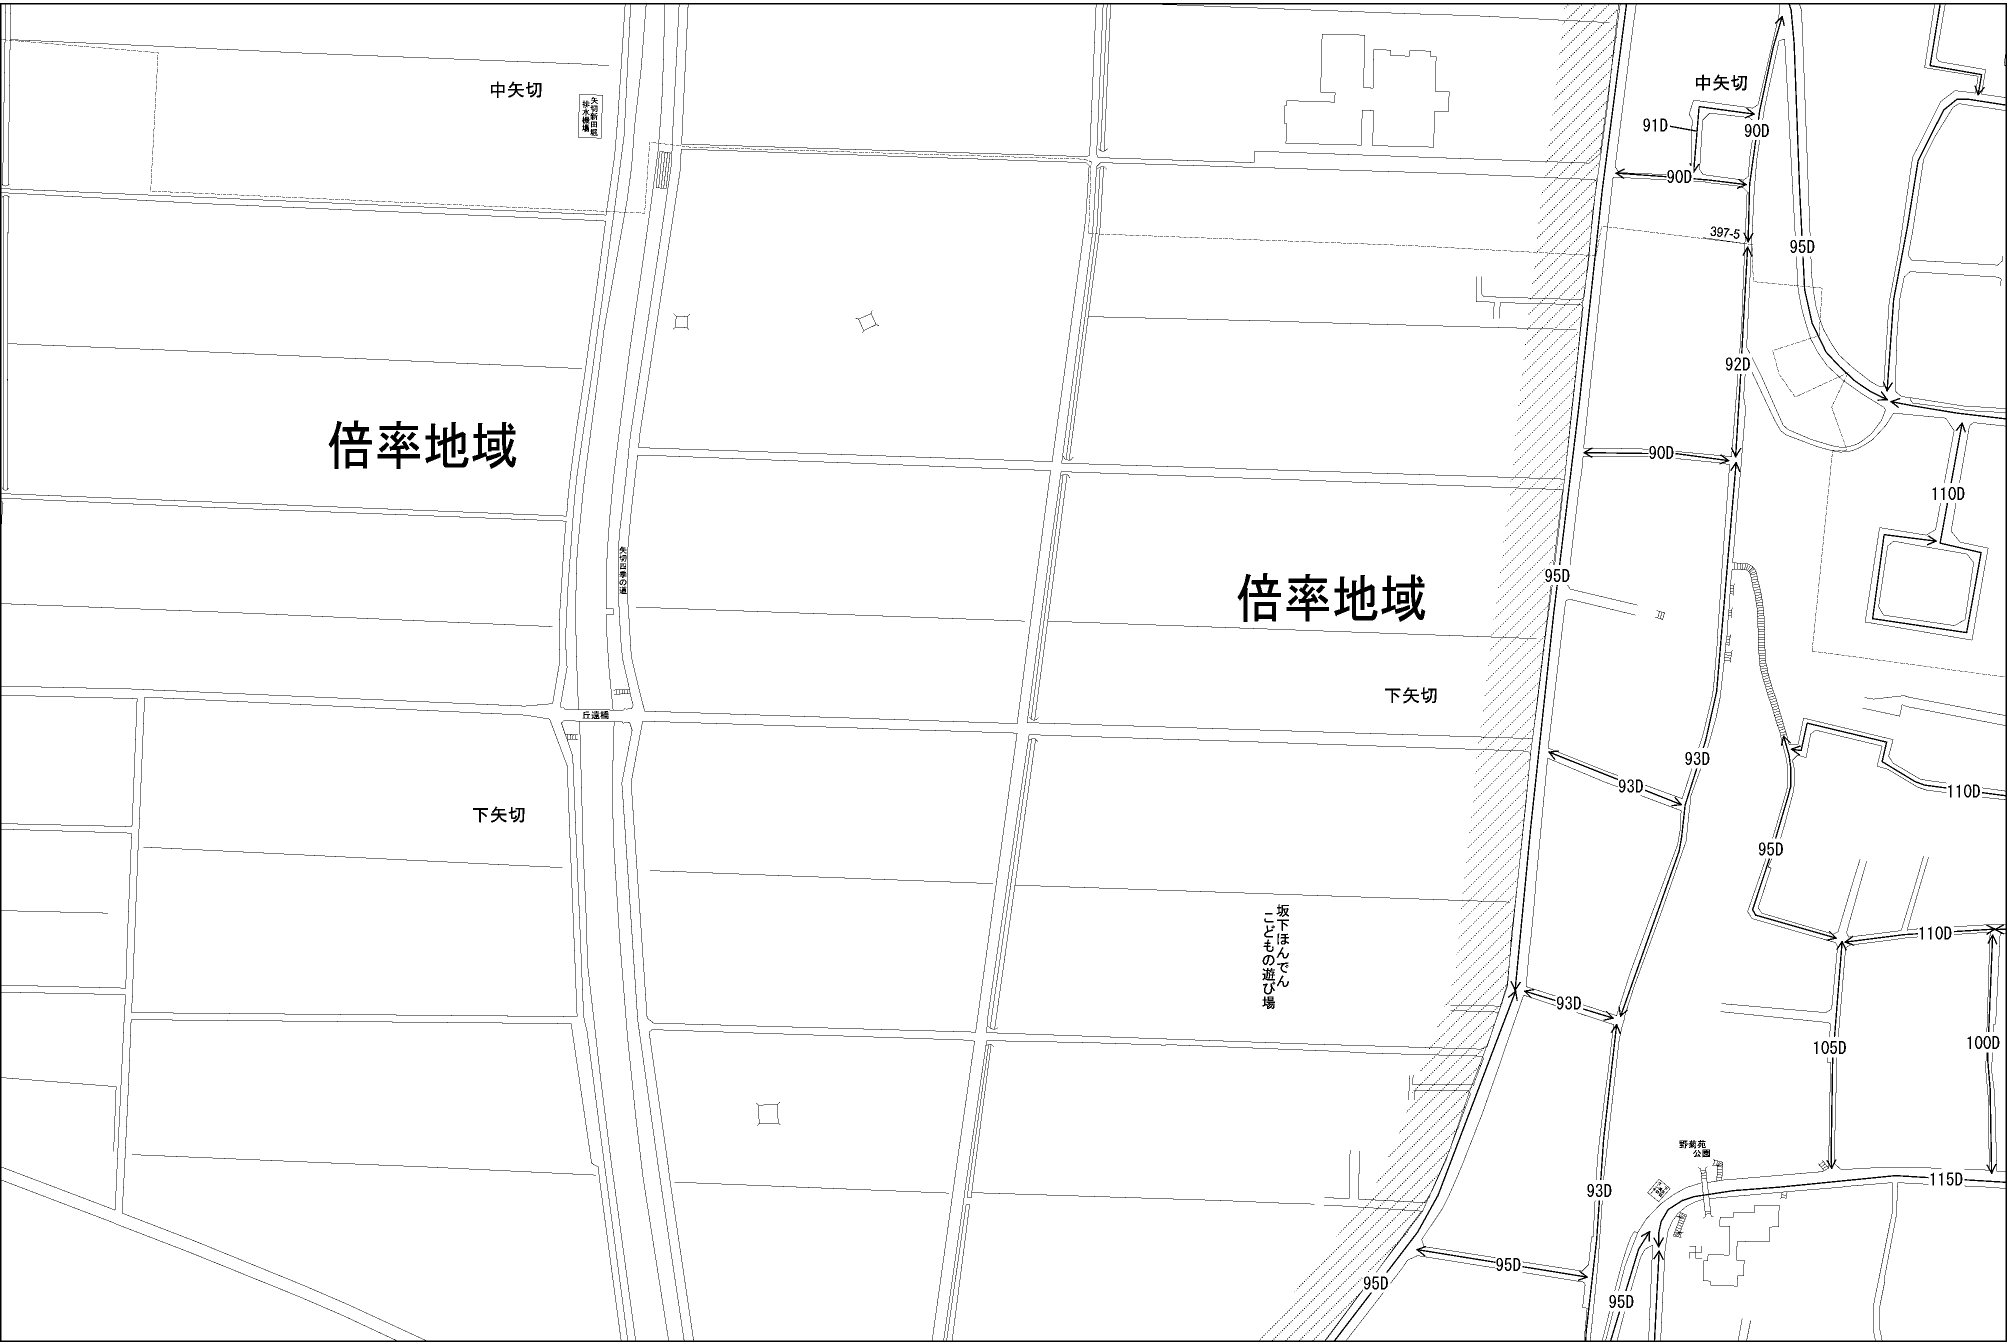 中矢切
矢切新田堀
排水機場
中矢切
91D
90D
90D
397-5
95D
92D
倍率地域
90D
110D
矢切四季の道
95D
倍率地域
下矢切
丘遠橋
93D
93D
110D
下矢切
95D
坂下ほんでん
こどもの遊び場
110D
93D
105D
100D
野菊苑
公園
93D
115D
95D
95D
95D